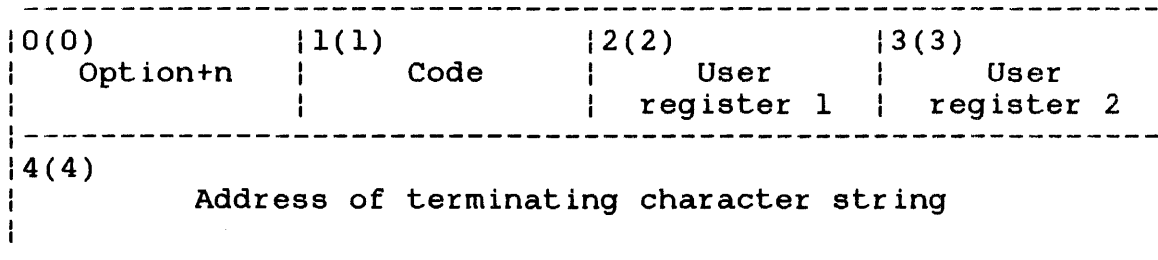 0(0) 1(1) 2(2) 3(3)
Option+n Code User User
register 1 register 2
4(4)
Address of terminating character string